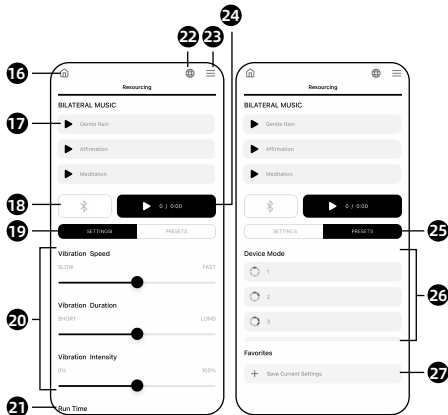 22
23
24
16
Resourcing
BILATERAL MUSIC
17
Gentle Rain
Affirmation
Meditation
18
0 / 0:00
19
SETTINGSI
PRESETS
20
Vibration Speed
SLOW
FAST
Vibration Duration
SHORT
LONG
Vibration Intensity
0%
100%
21
Run Time
Resourcing
BILATERAL MUSIC
Gentle Rain
Affirmation
Meditation
0 / 0:00
SETTINGS
PRESETS
25
Device Mode
1
2
3
26
Favorites
+ Save Current Settings
27